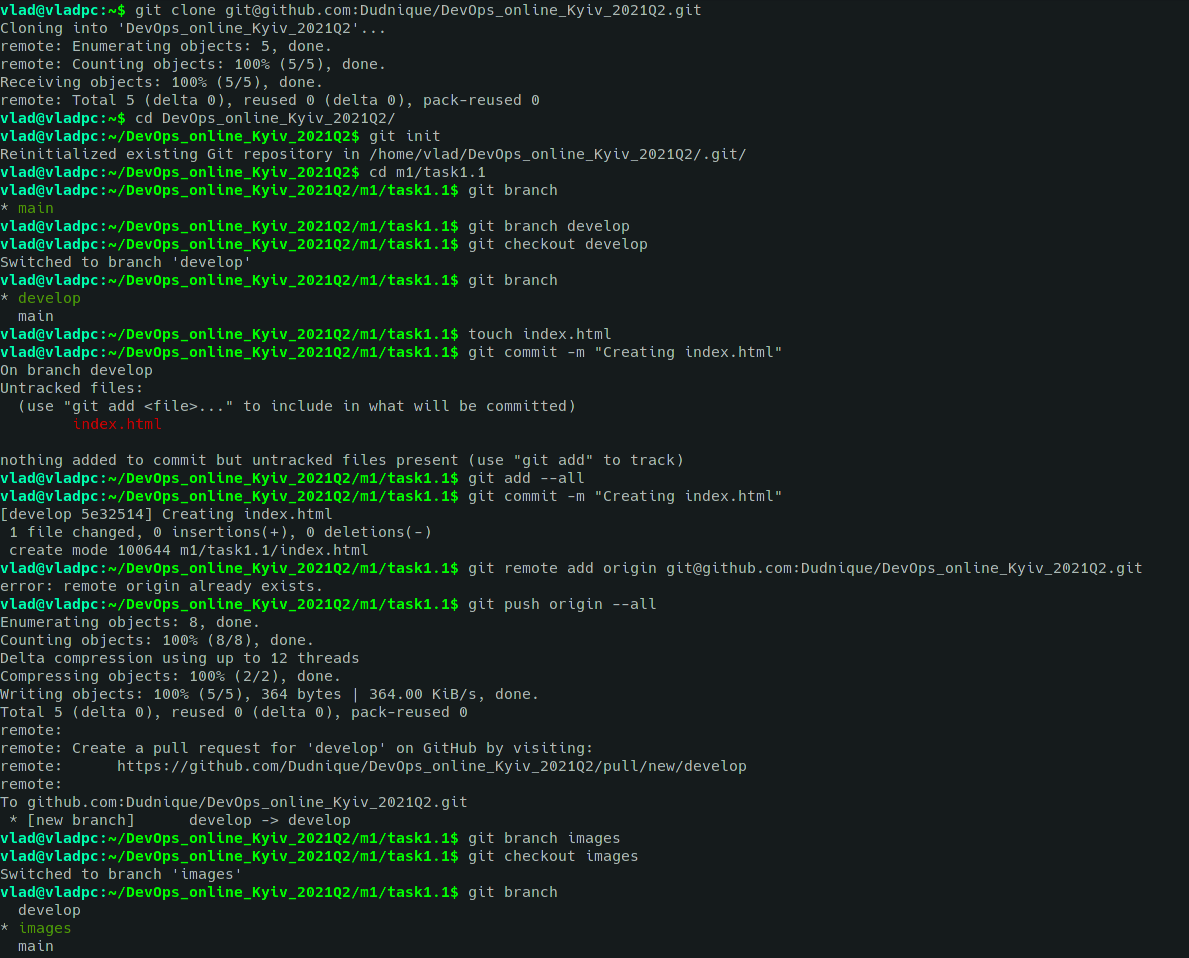 vlad@vladpc:~$ git clone git@github.com:Dudnique/DevOps_online_Kyiv_2021Q2.git
Cloning into 'DevOps_online_Kyiv_2021Q2'...
remote: Enumerating objects: 5, done.
remote: Counting objects: 100% (5/5), done.
Receiving objects: 100% (5/5), done.
remote: Total 5 (delta 0), reused 0 (delta 0), pack-reused 0
vlad@vladpc:~$ cd DevOps_online_Kyiv_2021Q2/
vlad@vladpc:~/DevOps_online_Kyiv_2021Q2$ git init
Reinitialized existing Git repository in /home/vlad/DevOps_online_Kyiv_2021Q2/.git/
vlad@vladpc:~/DevOps_online_Kyiv_2021Q2$ cd m1/task1.1
vlad@vladpc:~/DevOps_online_Kyiv_2021Q2/m1/task1.1$ git branch
* main
vlad@vladpc:~/DevOps_online_Kyiv_2021Q2/m1/task1.1$ git branch develop
vlad@vladpc:~/DevOps_online_Kyiv_2021Q2/m1/task1.1$ git checkout develop
Switched to branch 'develop'
vlad@vladpc:~/DevOps_online_Kyiv_2021Q2/m1/task1.1$ git branch
* develop
  main
vlad@vladpc:~/DevOps_online_Kyiv_2021Q2/m1/task1.1$ touch index.html
vlad@vladpc:~/DevOps_online_Kyiv_2021Q2/m1/task1.1$ git commit -m "Creating index.html"
On branch develop
Untracked files:
  (use "git add <file>..." to include in what will be committed)
        index.html

nothing added to commit but untracked files present (use "git add" to track)
vlad@vladpc:~/DevOps_online_Kyiv_2021Q2/m1/task1.1$ git add --all
vlad@vladpc:~/DevOps_online_Kyiv_2021Q2/m1/task1.1$ git commit -m "Creating index.html"
[develop 5e32514] Creating index.html
 1 file changed, 0 insertions(+), 0 deletions(-)
 create mode 100644 m1/task1.1/index.html
vlad@vladpc:~/DevOps_online_Kyiv_2021Q2/m1/task1.1$ git remote add origin git@github.com:Dudnique/DevOps_online_Kyiv_2021Q2.git
error: remote origin already exists.
vlad@vladpc:~/DevOps_online_Kyiv_2021Q2/m1/task1.1$ git push origin --all
Enumerating objects: 8, done.
Counting objects: 100% (8/8), done.
Delta compression using up to 12 threads
Compressing objects: 100% (2/2), done.
Writing objects: 100% (5/5), 364 bytes | 364.00 KiB/s, done.
Total 5 (delta 0), reused 0 (delta 0), pack-reused 0
remote:
remote: Create a pull request for 'develop' on GitHub by visiting:
remote:      https://github.com/Dudnique/DevOps_online_Kyiv_2021Q2/pull/new/develop
remote:
To github.com:Dudnique/DevOps_online_Kyiv_2021Q2.git
 * [new branch]      develop -> develop
vlad@vladpc:~/DevOps_online_Kyiv_2021Q2/m1/task1.1$ git branch images
vlad@vladpc:~/DevOps_online_Kyiv_2021Q2/m1/task1.1$ git checkout images
Switched to branch 'images'
vlad@vladpc:~/DevOps_online_Kyiv_2021Q2/m1/task1.1$ git branch
  develop
* images
  main